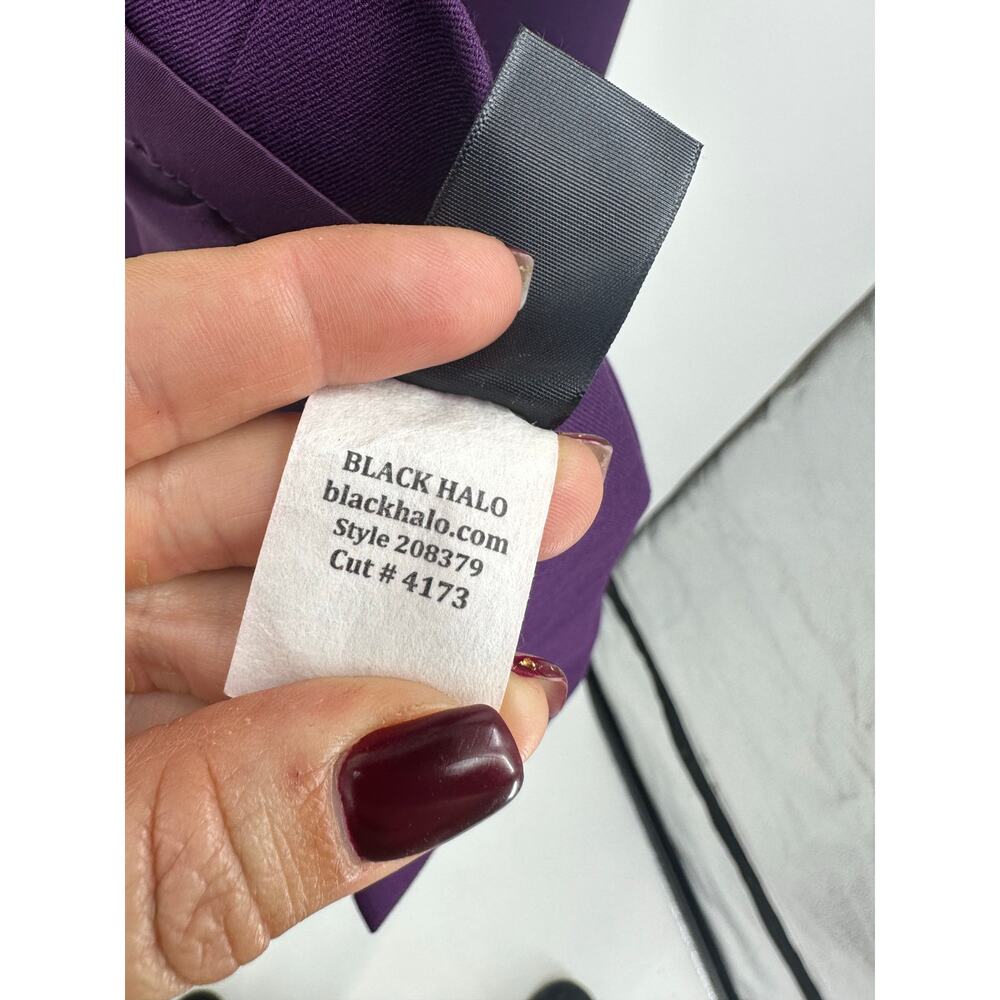 BLACK HALO
blackhalo.com
Style 208379
Cut # 4173